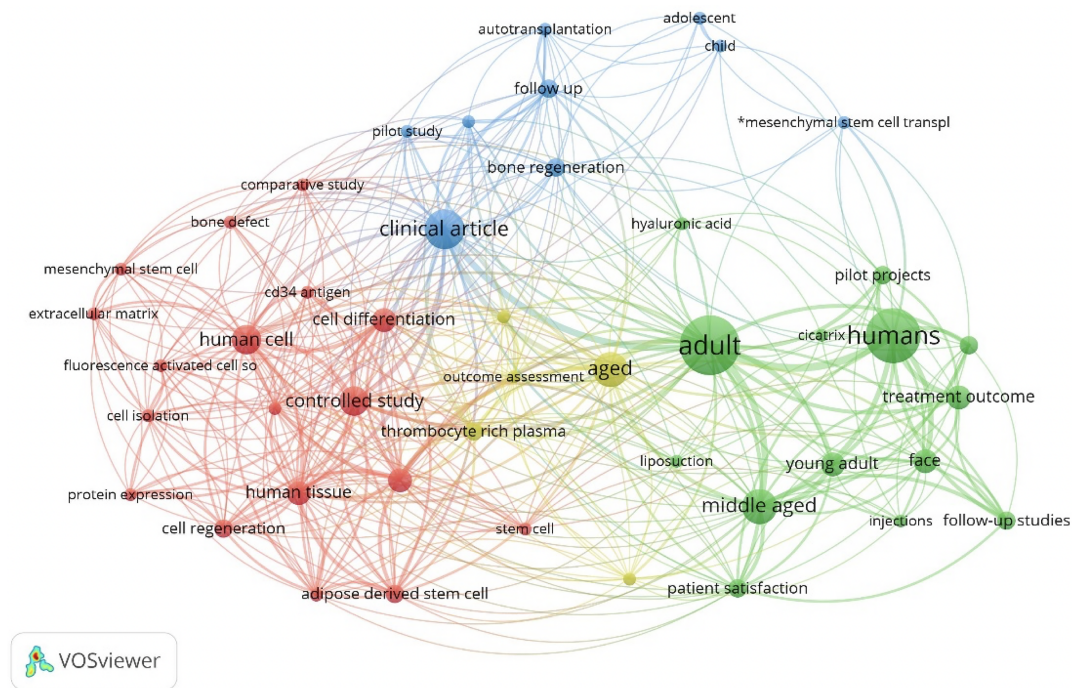 adolescent
autotransplantation
child
follow up
*mesenchymal stem cell transpl
pilot study
bone regeneration
comparative study
bone defect
hyaluronic acid
clinical article
mesenchymal stem cell
pilot projects
cd34 antigen
extracellular matrix
cell differentiation
human cell
cicatrix
humans
adult
fluorescence activated cell so
outcome assessment
aged
treatment outcome
controlled study
cell isolation
thrombocyte rich plasma
liposuction
young adult
face
human tissue
protein expression
middle aged
cell regeneration
stem cell
injections
follow-up studies
patient satisfaction
adipose derived stem cell
VOSviewer